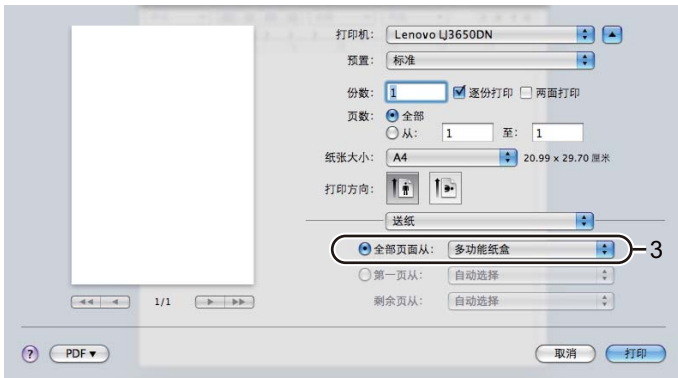 打印机: Lenovo LJ3650DN
预置: 标准
份数: 1 逐份打印 两面打印
页数: 全部
从: 1 至: 1
纸张大小: A4 20.99 x 29.70 厘米
打印方向:
送纸
全部页面从: 多功能纸盒 3
第一页从: 自动选择
剩余页从: 自动选择
1/1
? PDF▼ 取消 打印